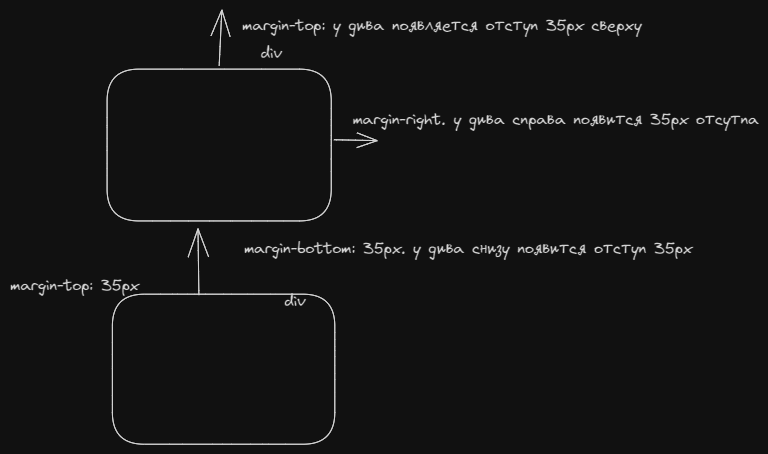 margin-top: у дива появляется отступ 35px сверху
div
margin-right. у дива справа появится 35px отсутпа
margin-bottom: 35px. у дива снизу появится отступ 35px
margin-top: 35px
div